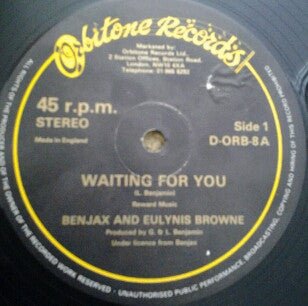 Orbitone Records
Marketed by:
Orbitone Records Ltd.
2 Station Offices, Station Road,
London, NW10 4XA
Telephone
45 r.p.m.
STEREO
Made in England
Side 1
D-ORB-8A
WAITING FOR YOU
(L. Benjamin)
Reward Music
BENJAX AND EULYNIS BROWNE
Produced by G. & L. Benjamin
Under licence from Benjax
ALL RIGHTS OF THE PRODUCER AND OF THE OWNER OF THE RECORDED WORK RESERVED - UNAUTHORISED PUBLIC PERFORMANCE, BROADCASTING, COPYING AND HIRING OF THIS RECORD PROHIBITED